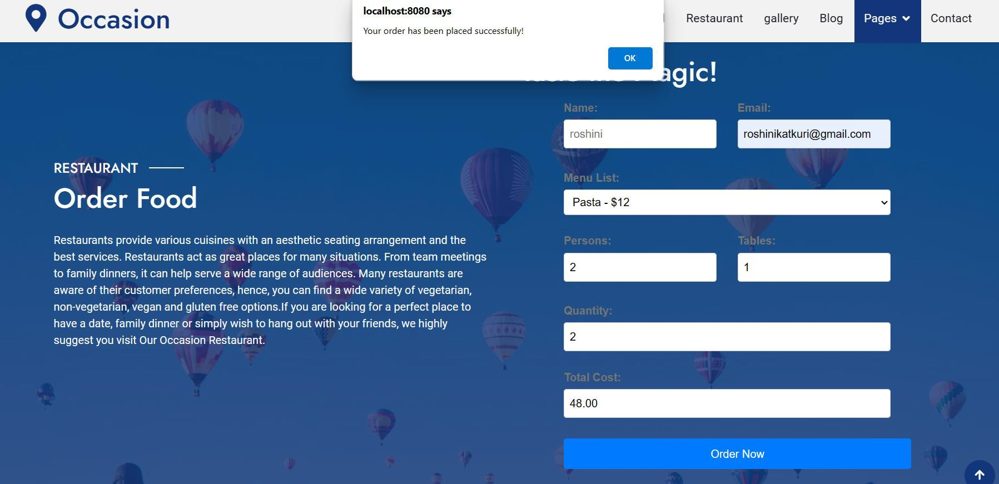 Occasion
localhost:8080 says
Your order has been placed successfully!
OK
Restaurant
gallery
Blog
Pages
Contact
agic!
RESTAURANT
Order Food
Restaurants provide various cuisines with an aesthetic seating arrangement and the
best services. Restaurants act as great places for many situations. From team meetings
to family dinners, it can help serve a wide range of audiences. Many restaurants are
aware of their customer preferences, hence, you can find a wide variety of vegetarian,
non-vegetarian, vegan and gluten free options.If you are looking for a perfect place to
have a date, family dinner or simply wish to hang out with your friends, we highly
suggest you visit Our Occasion Restaurant.
Name:
Email:
roshini
roshinikatkuri@gmail.com
Menu List:
Pasta - $12
Persons:
Tables:
2
1
Quantity:
2
Total Cost:
48.00
Order Now